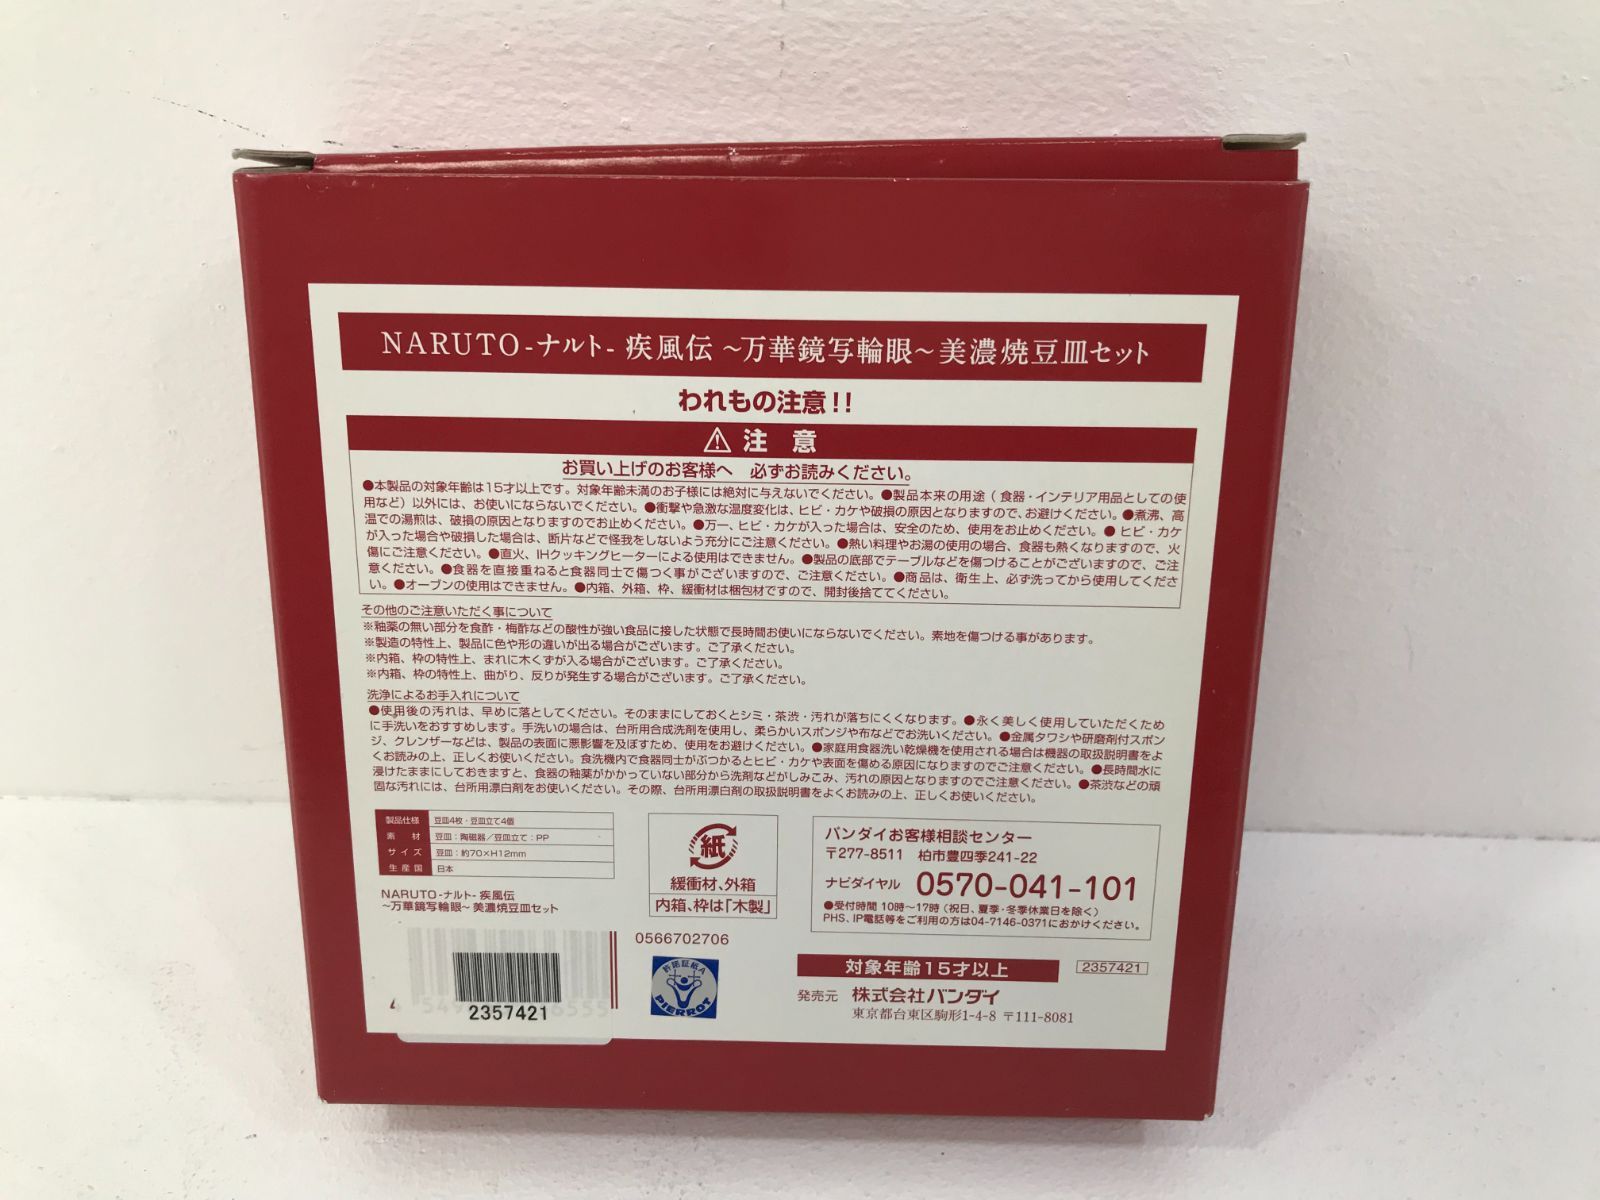 NARUTO-ナルト- 疾風伝 ～万華鏡写輪眼～ 美濃焼豆皿セット
われもの注意!!
⚠ 注 意
お買い上げのお客様へ 必ずお読みください。
●本製品の対象年齢は15才以上です。対象年齢未満のお子様には絶対に与えないでください。●製品本来の用途（食器・インテリア用品としての使
用など）以外には、お使いにならないでください。●衝撃や急激な温度変化は、ヒビ・カケや破損の原因となりますので、お避けください。●煮沸、高
温での湯煎は、破損の原因となりますのでお止めください。●万一、ヒビ・カケが入った場合は、安全のため、使用をお止めください。●ヒビ・カケ
が入った場合や破損した場合は、断片などで怪我をしないよう充分にご注意ください。●熱い料理やお湯の使用の場合、食器も熱くなりますので、火
傷にご注意ください。●直火、IHクッキングヒーターによる使用はできません。●製品の底部でテーブルなどを傷つけることがございますので、ご注
意ください。●食器を直接重ねると食器同士で傷つく事がございますので、ご注意ください。●商品は、衛生上、必ず洗ってから使用してくださ
い。●オーブンの使用はできません。●内箱、外箱、枠、緩衝材は梱包材ですので、開封後捨ててください。
その他のご注意いただく事について
※釉薬の無い部分を食酢・梅酢などの酸性が強い食品に接した状態で長時間お使いにならないでください。素地を傷つける事があります。
※製造の特性上、製品に色や形の違いが出る場合がございます。ご了承ください。
※内箱、枠の特性上、まれに木くずが入る場合がございます。ご了承ください。
※内箱、枠の特性上、曲がり、反りが発生する場合がございます。ご了承ください。
洗浄によるお手入れについて
●使用後の汚れは、早めに落としてください。そのままにしておくとシミ・茶渋・汚れが落ちにくくなります。●永く美しく使用していただくため
に手洗いをおすすめします。手洗いの場合は、台所用合成洗剤を使用し、柔らかいスポンジや布などでお洗いください。●金属タワシや研磨剤付スポン
ジ、クレンザーなどは、製品の表面に悪影響を及ぼすため、使用をお避けください。●家庭用食器洗い乾燥機を使用される場合は機器の取扱説明書をよ
くお読みの上、正しくお使いください。食洗機内で食器同士がぶつかるとヒビ・カケや表面を傷める原因になりますのでご注意ください。●長時間水に
浸けたままにしておきますと、食器の釉薬がかかっていない部分から洗剤などがしみこみ、汚れの原因となりますのでご注意ください。●茶渋などの頑
固な汚れには、台所用漂白剤をお使いください。その際、台所用漂白剤の取扱説明書をよくお読みの上、正しくお使いください。
製品仕様 豆皿4枚・豆皿立て4個
素 材 豆皿：陶磁器／豆皿立て：PP
サイズ 豆皿：約70×H12mm
生産国 日本
NARUTO-ナルト- 疾風伝
～万華鏡写輪眼～ 美濃焼豆皿セット
2357421
紙
緩衝材、外箱
内箱、枠は「木製」
0566702706
許諾証紙A
PIERROT
バンダイお客様相談センター
〒277-8511 柏市豊四季241-22
ナビダイヤル 0570-041-101
●受付時間 10時～17時（祝日、夏季・冬季休業日を除く）
PHS、IP電話等をご利用の方は04-7146-0371におかけください。
対象年齢15才以上
2357421
発売元 株式会社バンダイ
東京都台東区駒形1-4-8 〒111-8081